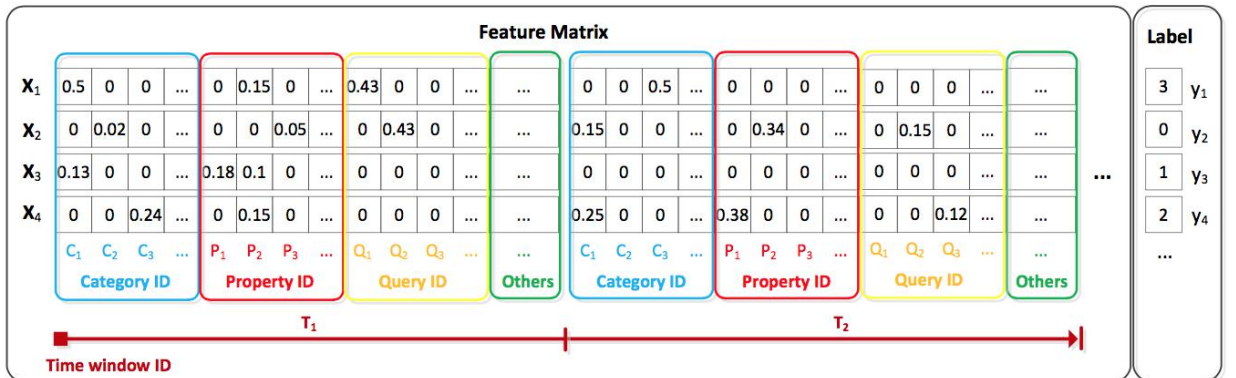 Feature Matrix
Label
X1 0.5 0 0 ... 0 0.15 0 ... 0.43 0 0 ... ... 0 0 0.5 ... 0 0 0 ... 0 0 0 ... ... 3 y1
X2 0 0.02 0 ... 0 0 0.05 ... 0 0.43 0 ... ... 0.15 0 0 ... 0 0.34 0 ... 0 0.15 0 ... ... 0 y2
X3 0.13 0 0 ... 0.18 0.1 0 ... 0 0 0 ... ... 0 0 0 ... 0 0 0 ... 0 0 0 ... ... ... 1 y3
X4 0 0 0.24 ... 0 0.15 0 ... 0 0 0 ... ... 0.25 0 0 ... 0.38 0 0 ... 0 0 0.12 ... ... 2 y4
C1 C2 C3 ... P1 P2 P3 ... Q1 Q2 Q3 ... ... C1 C2 C3 ... P1 P2 P3 ... Q1 Q2 Q3 ... ... ...
Category ID Property ID Query ID Others Category ID Property ID Query ID Others
T1 T2
Time window ID